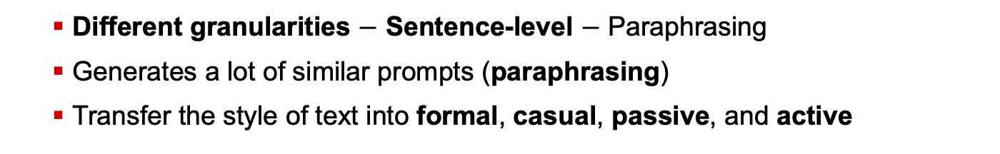 ▪ Different granularities – Sentence-level – Paraphrasing
▪ Generates a lot of similar prompts (paraphrasing)
▪ Transfer the style of text into formal, casual, passive, and active